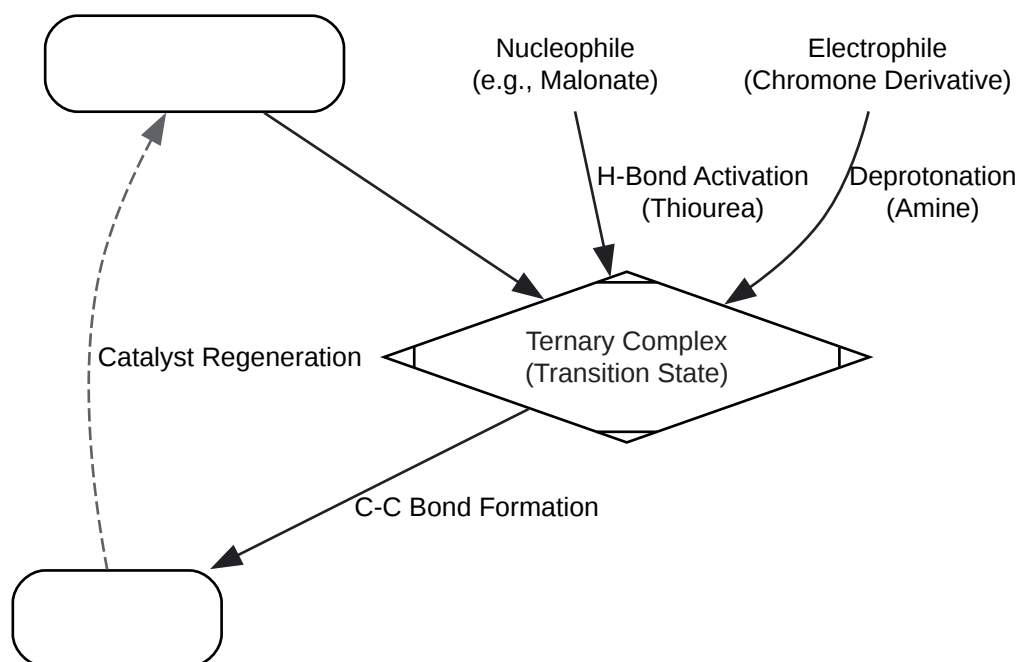 Nucleophile
(e.g., Malonate)
Electrophile
(Chromone Derivative)
H-Bond Activation
(Thiourea)
Deprotonation
(Amine)
Ternary Complex
(Transition State)
Catalyst Regeneration
C-C Bond Formation